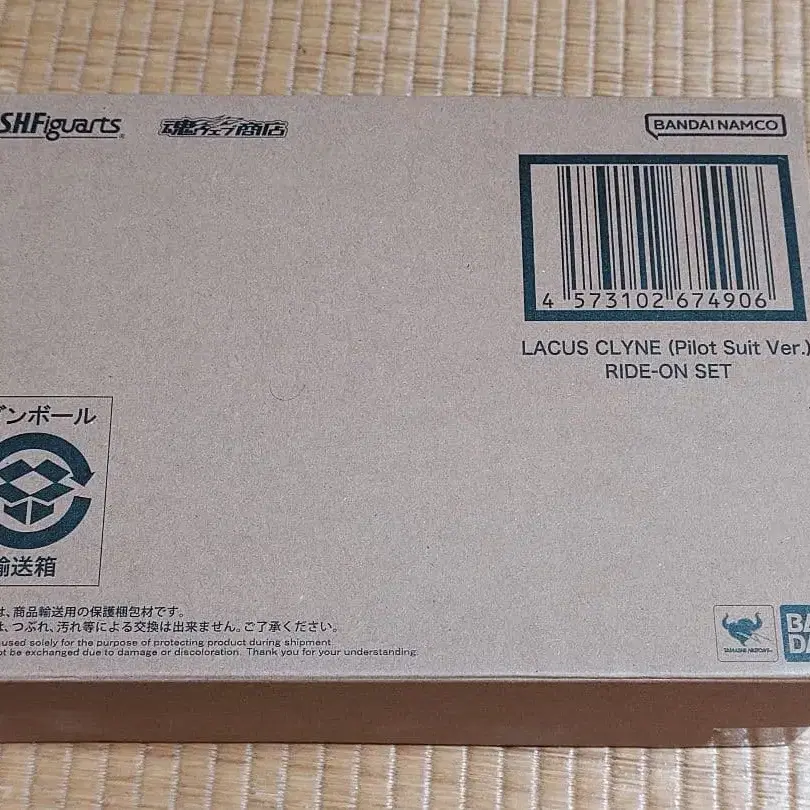 S.H.Figuarts
魂ウェブ商店
BANDAI NAMCO
4 573102 674906
LACUS CLYNE (Pilot Suit Ver.)
RIDE-ON SET
ンボール
輸送箱
は、商品輸送用の保護梱包材です。
は、つぶれ、汚れ等による交換は出来ません。ご了承ください。
used solely for the purpose of protecting product during shipment.
ot be exchanged due to damage or discoloration. Thank you for your understanding.
TAMASHII NATIONS
BA
DA